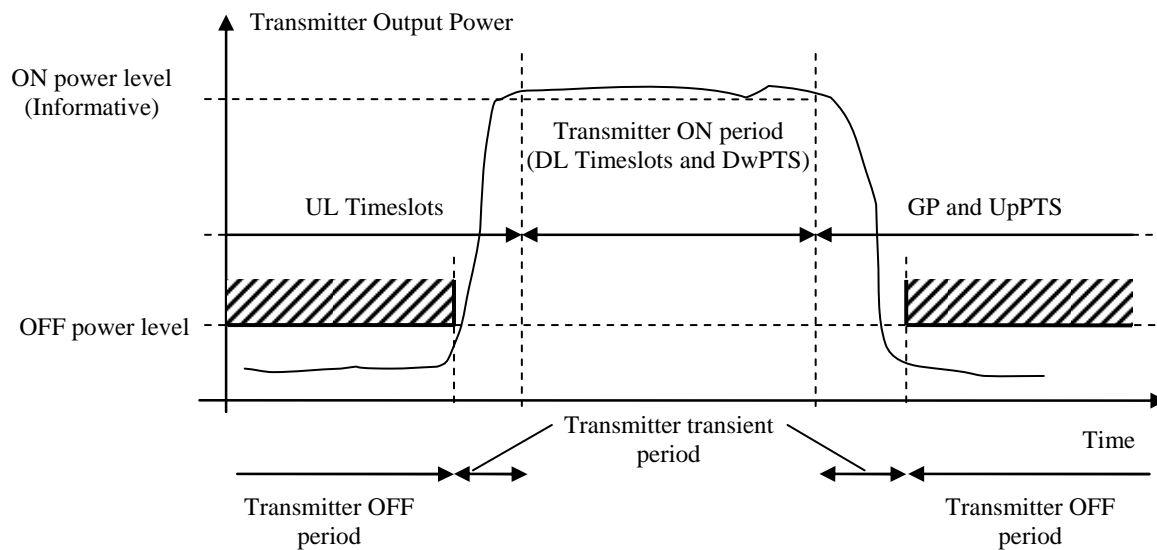 Transmitter Output Power
ON power level
(Informative)
Transmitter ON period
(DL Timeslots and DwPTS)
UL Timeslots
GP and UpPTS
OFF power level
Transmitter transient
period
Time
Transmitter OFF
period
Transmitter OFF
period